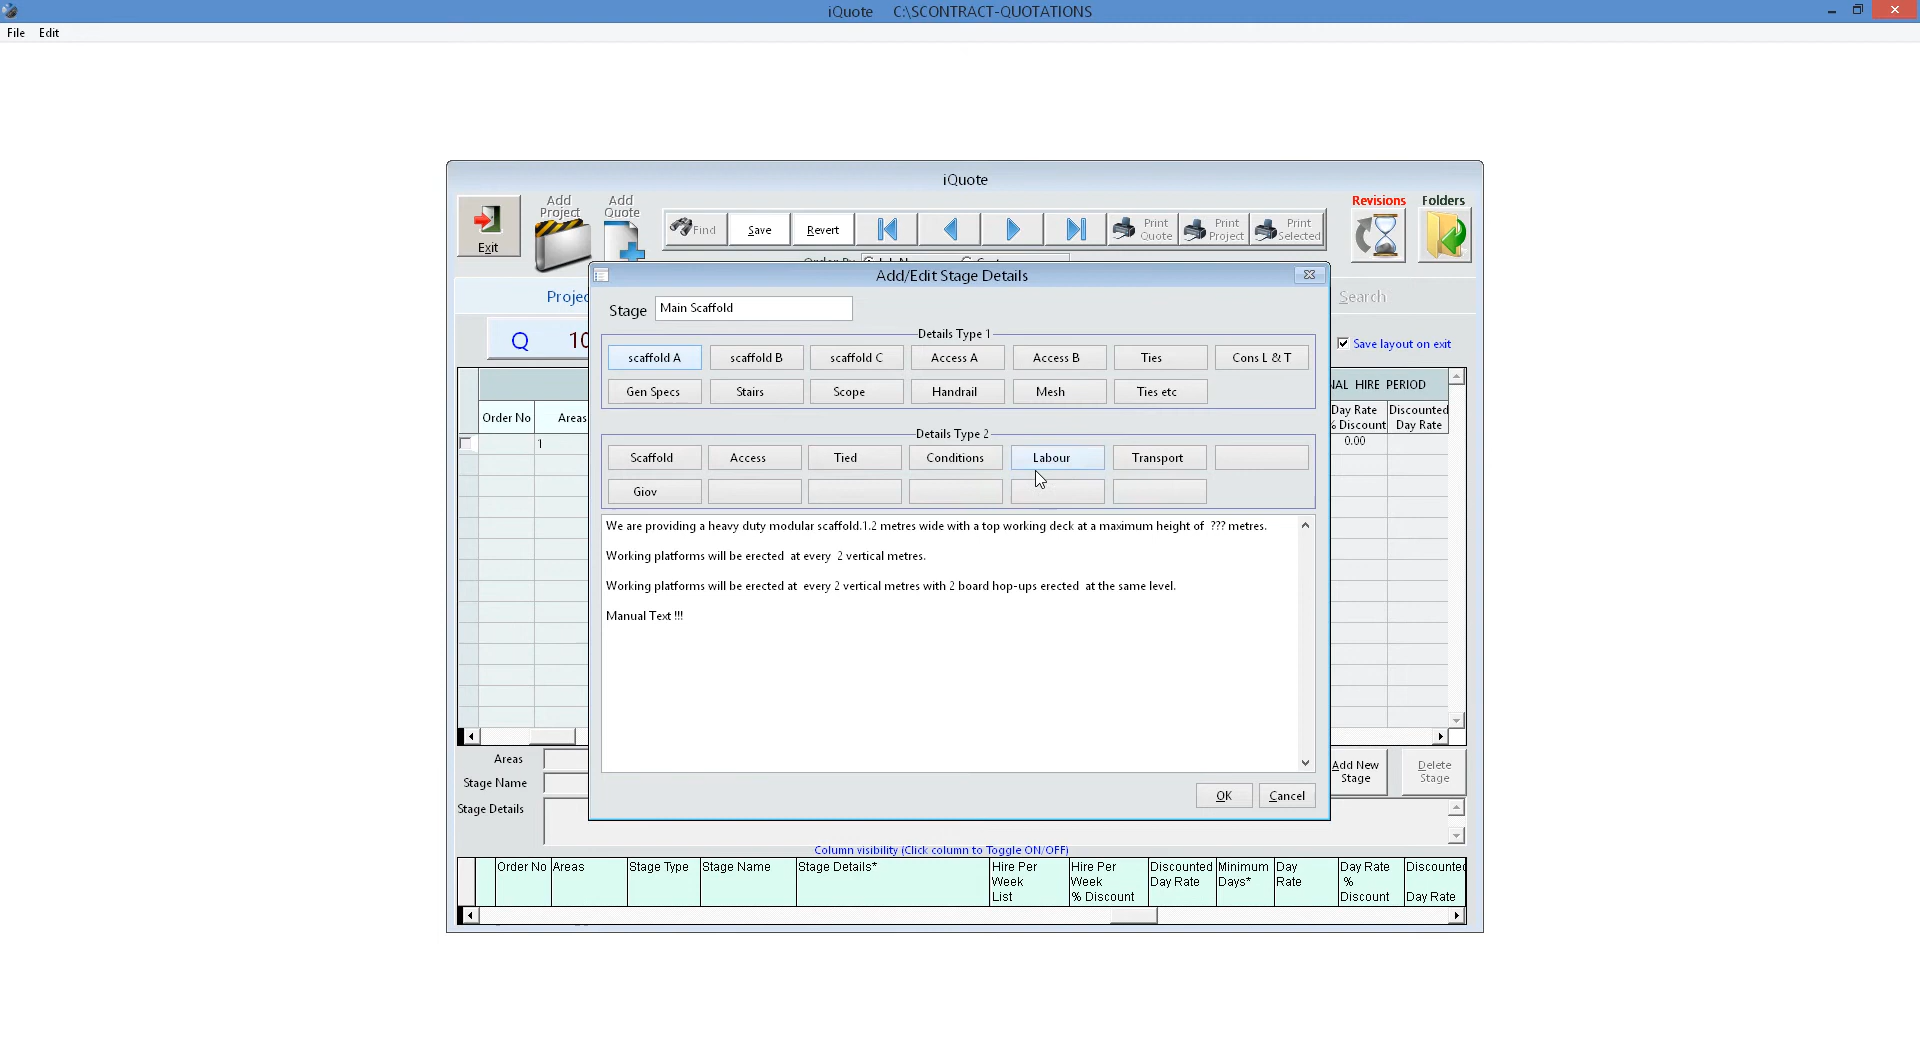 iQuote C:\SCONTRACT-QUOTATIONS
File Edit
iQuote
Exit
Add Project
Add Quote
Find
Save
Revert
Print Quote
Print Project
Print Selected
Revisions
Folders
Add/Edit Stage Details
Stage Main Scaffold
Search
Details Type 1
scaffold A scaffold B scaffold C Access A Access B Ties Cons L & T
Gen Specs Stairs Scope Handrail Mesh Ties etc
Details Type 2
Scaffold Access Tied Conditions Labour Transport
Giov
We are providing a heavy duty modular scaffold.1.2 metres wide with a top working deck at a maximum height of ??? metres.
Working platforms will be erected at every 2 vertical metres.
Working platforms will be erected at every 2 vertical metres with 2 board hop-ups erected at the same level.
Manual Text !!!
OK Cancel
Q 10
Save layout on exit
HIRE PERIOD
Order No Areas
Day Rate
% Discount
Discounted
Day Rate
1
0.00
Areas
Stage Name
Stage Details
Add New Stage
Delete Stage
Column visibility (Click column to Toggle ON/OFF)
Order No Areas Stage Type Stage Name Stage Details*
Hire Per Week List
Hire Per Week % Discount
Discounted Day Rate
Minimum Days*
Day Rate
Day Rate % Discount
Discounted Day Rate